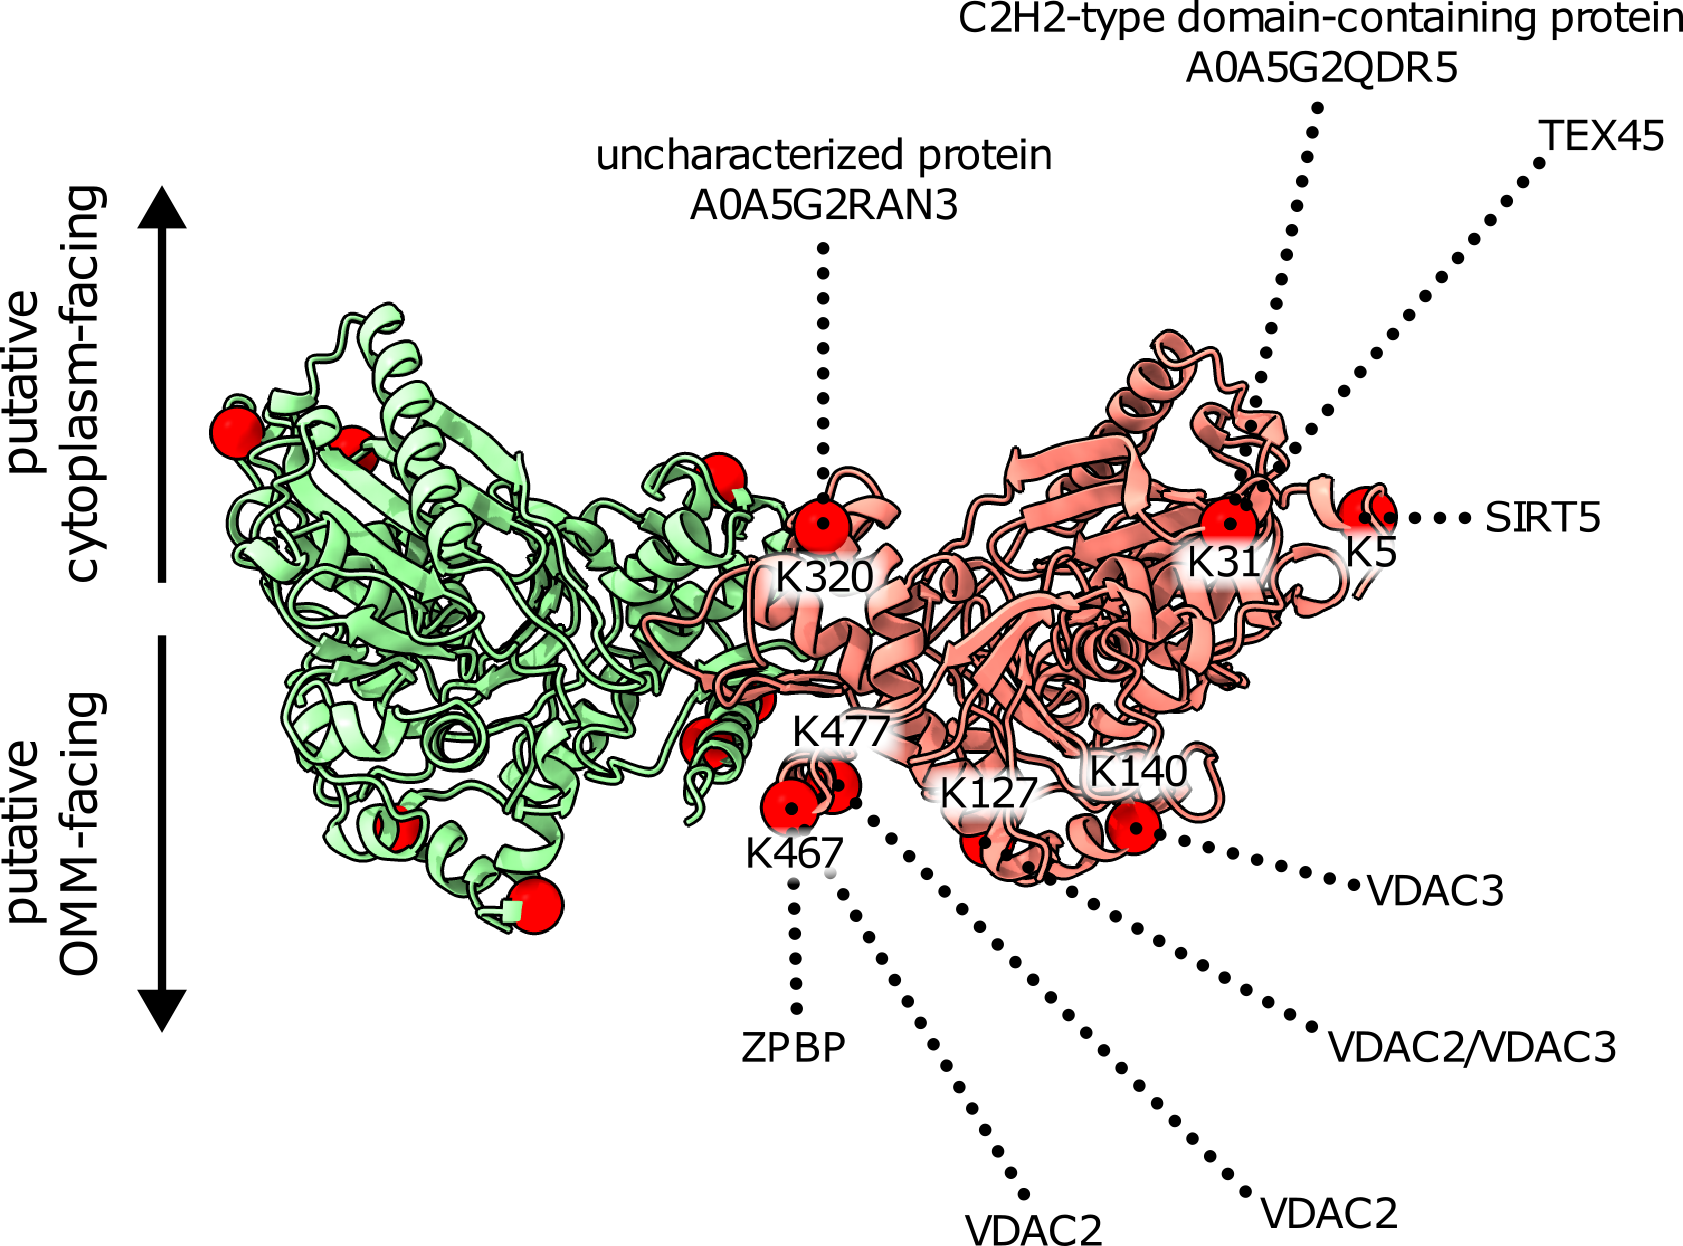 C2H2-type domain-containing protein
A0A5G2QDR5
TEX45
uncharacterized protein
A0A5G2RAN3
putative
cytoplasm-facing
SIRT5
K5
K31
K320
putative
OMM-facing
K477
K140
K127
K467
VDAC3
ZPBP
VDAC2/VDAC3
VDAC2
VDAC2